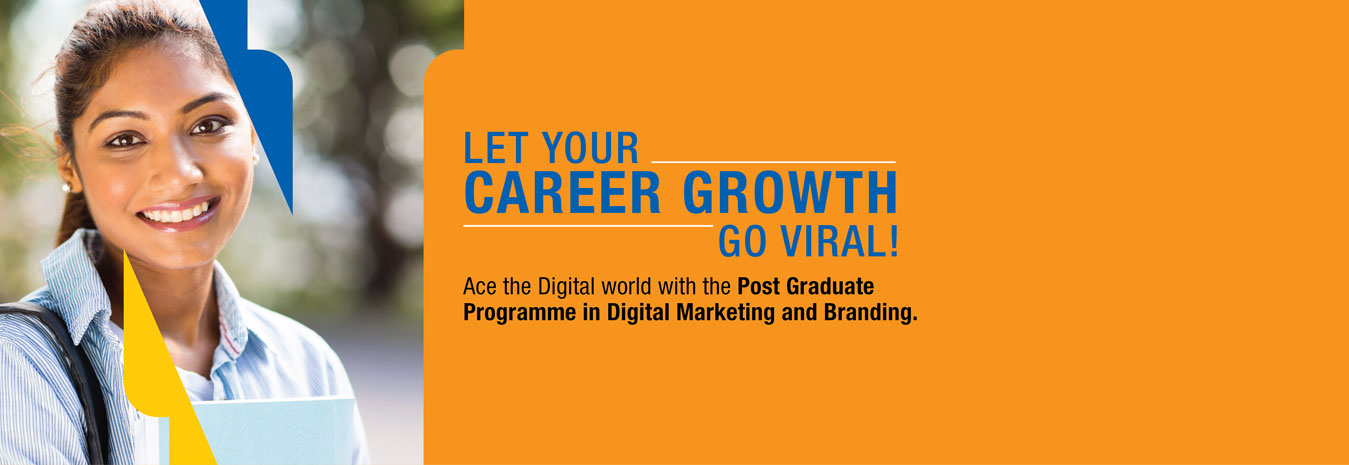 LET YOUR
CAREER GROWTH
GO VIRAL!
Ace the Digital world with the Post Graduate
Programme in Digital Marketing and Branding.